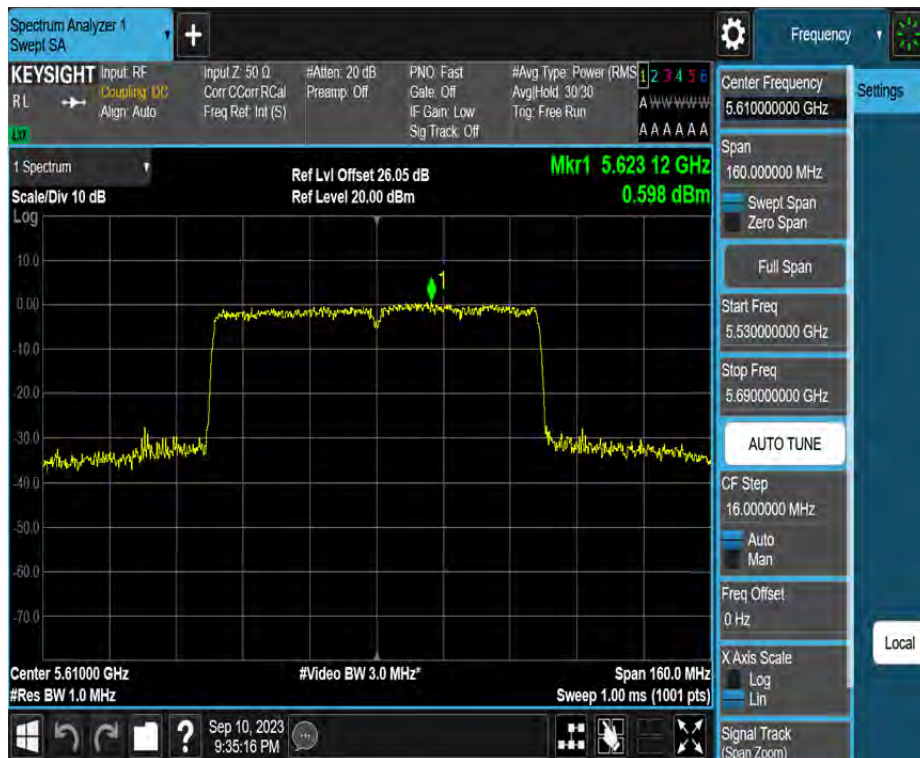 Spectrum Analyzer 1
Swept SA
+
Frequency
KEYSIGHT
RL
LXI
Input: RF
Coupling: DC
Align: Auto
Input Z: 50 Ω
Corr CCorr RCal
Freq Ref: Int (S)
#Atten: 20 dB
Preamp: Off
PNO: Fast
Gate: Off
IF Gain: Low
Sig Track: Off
#Avg Type: Power (RMS
Avg|Hold: 30/30
Trig: Free Run
1 2 3 4 5 6
A W W W W W
A A A A A A
1 Spectrum
Scale/Div 10 dB
Log
Ref Lvl Offset 26.05 dB
Ref Level 20.00 dBm
Mkr1 5.623 12 GHz
0.598 dBm
10.0
0.00
-10.0
-20.0
-30.0
-40.0
-50.0
-60.0
-70.0
1
Center 5.61000 GHz
#Res BW 1.0 MHz
#Video BW 3.0 MHz*
Span 160.0 MHz
Sweep 1.00 ms (1001 pts)
?
Sep 10, 2023
9:35:16 PM
Center Frequency
5.610000000 GHz
Span
160.000000 MHz
Swept Span
Zero Span
Full Span
Start Freq
5.530000000 GHz
Stop Freq
5.690000000 GHz
AUTO TUNE
CF Step
16.000000 MHz
Auto
Man
Freq Offset
0 Hz
X Axis Scale
Log
Lin
Signal Track
(Span Zoom)
Settings
Local